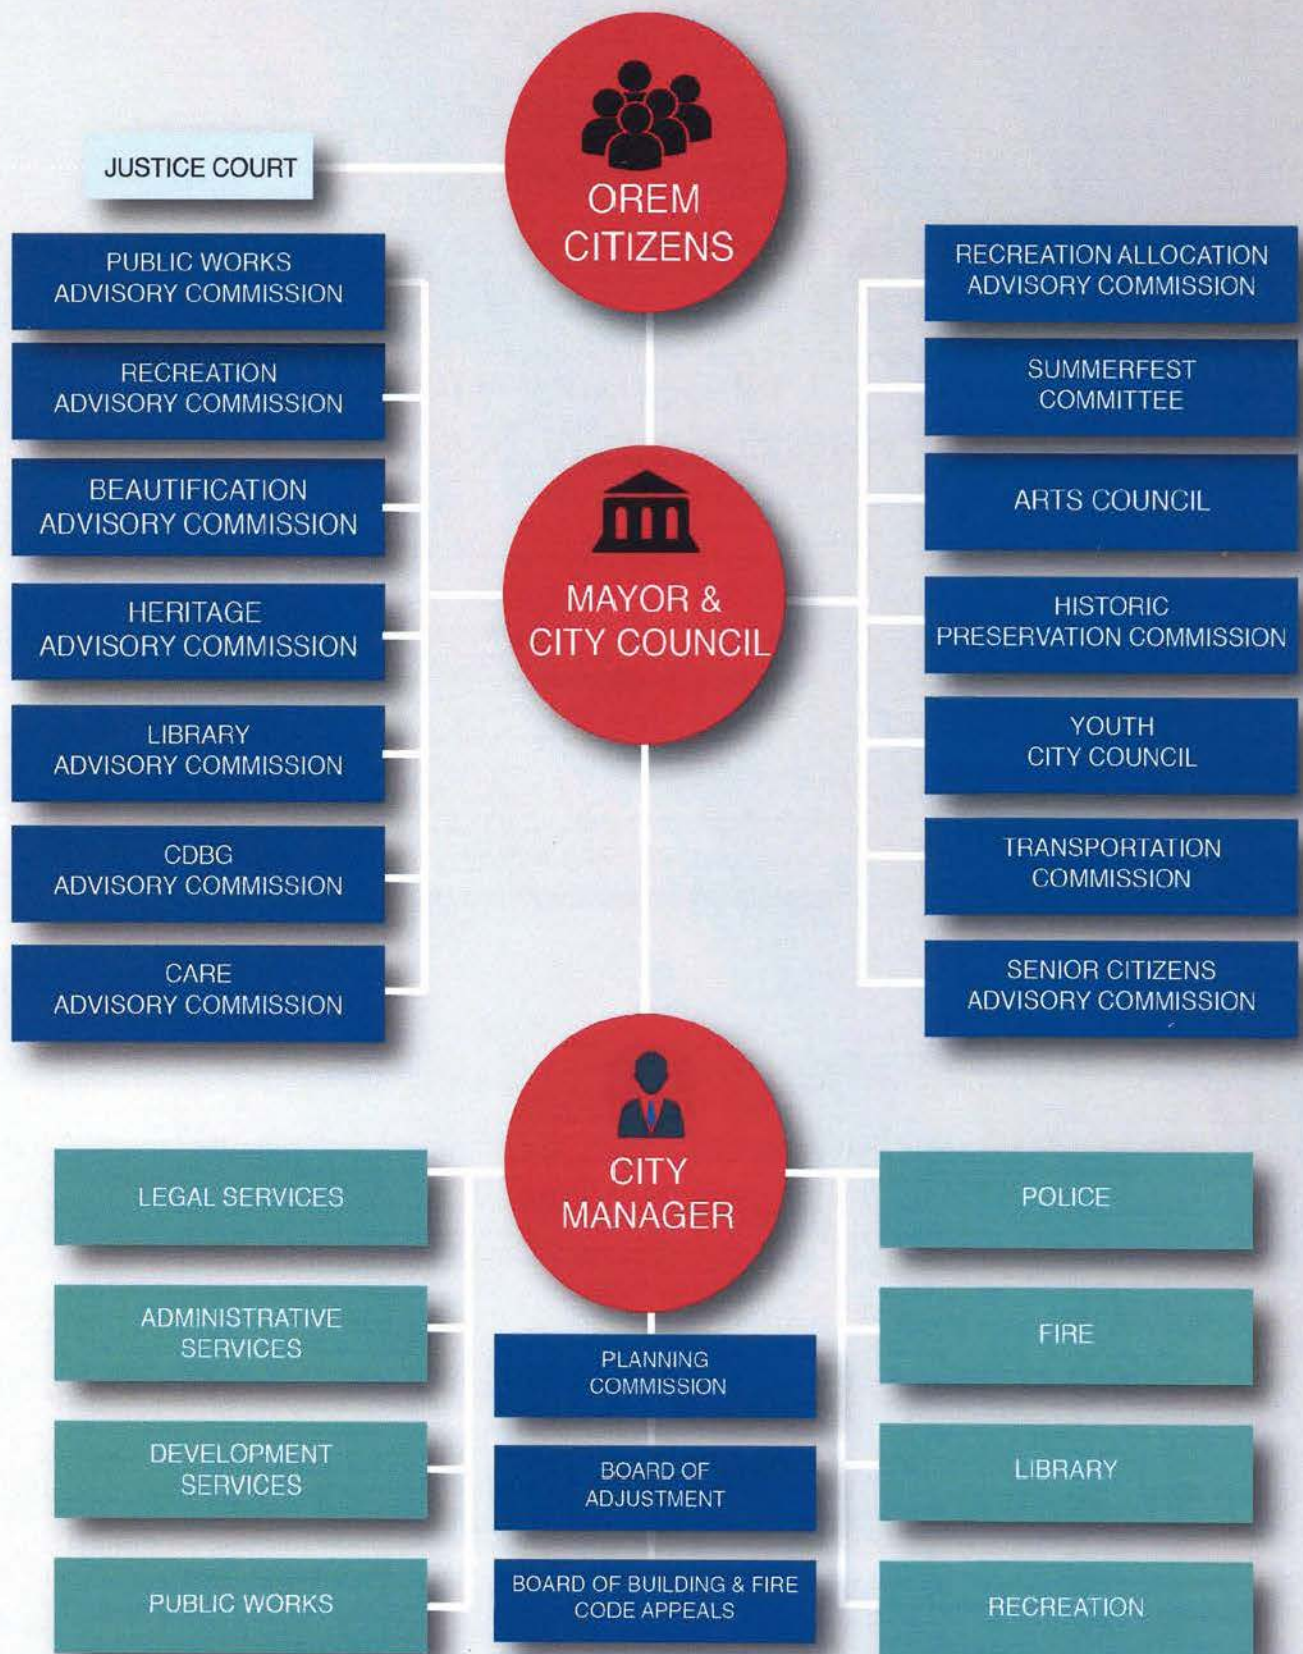 OREM
CITIZENS
JUSTICE COURT
PUBLIC WORKS
ADVISORY COMMISSION
RECREATION
ADVISORY COMMISSION
BEAUTIFICATION
ADVISORY COMMISSION
HERITAGE
ADVISORY COMMISSION
LIBRARY
ADVISORY COMMISSION
CDBG
ADVISORY COMMISSION
CARE
ADVISORY COMMISSION
MAYOR &
CITY COUNCIL
RECREATION ALLOCATION
ADVISORY COMMISSION
SUMMERFEST
COMMITTEE
ARTS COUNCIL
HISTORIC
PRESERVATION COMMISSION
YOUTH
CITY COUNCIL
TRANSPORTATION
COMMISSION
SENIOR CITIZENS
ADVISORY COMMISSION
CITY
MANAGER
LEGAL SERVICES
ADMINISTRATIVE
SERVICES
DEVELOPMENT
SERVICES
PUBLIC WORKS
PLANNING
COMMISSION
BOARD OF
ADJUSTMENT
BOARD OF BUILDING & FIRE
CODE APPEALS
POLICE
FIRE
LIBRARY
RECREATION